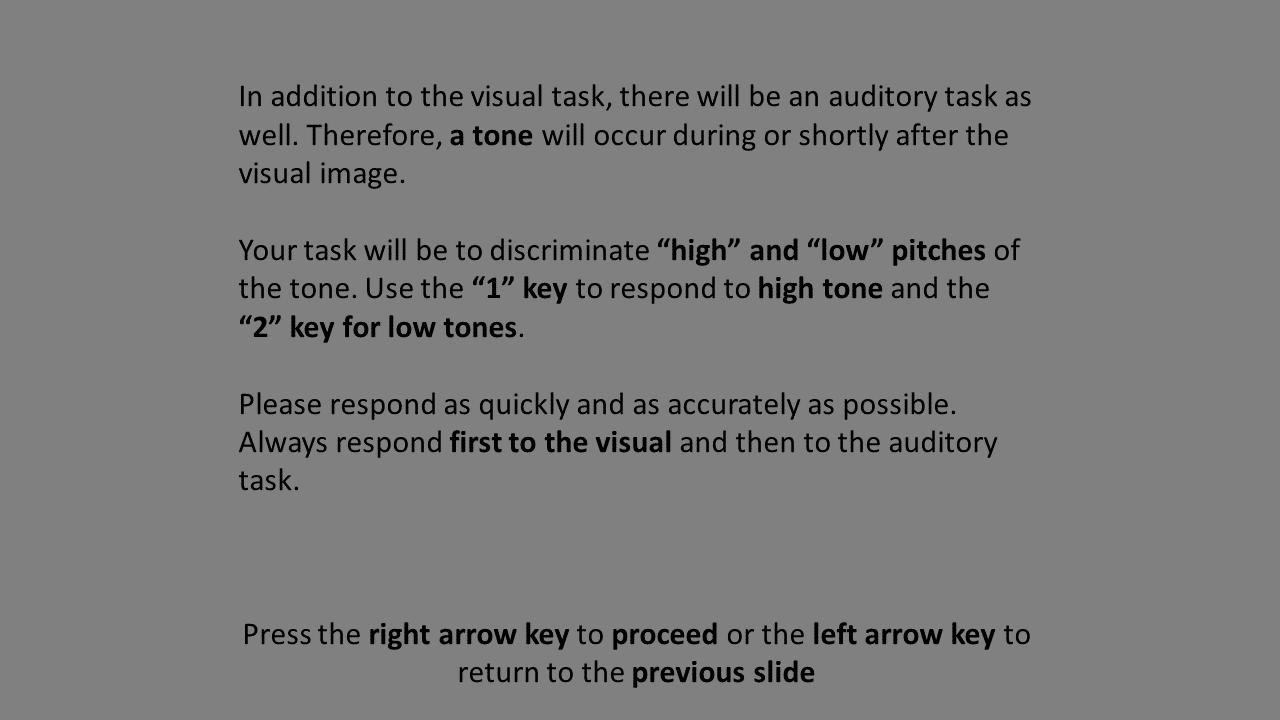 In addition to the visual task, there will be an auditory task as
well. Therefore, a tone will occur during or shortly after the
visual image.
Your task will be to discriminate “high” and “low” pitches of
the tone. Use the “1” key to respond to high tone and the
“2” key for low tones.
Please respond as quickly and as accurately as possible.
Always respond first to the visual and then to the auditory
task.
Press the right arrow key to proceed or the left arrow key to
return to the previous slide